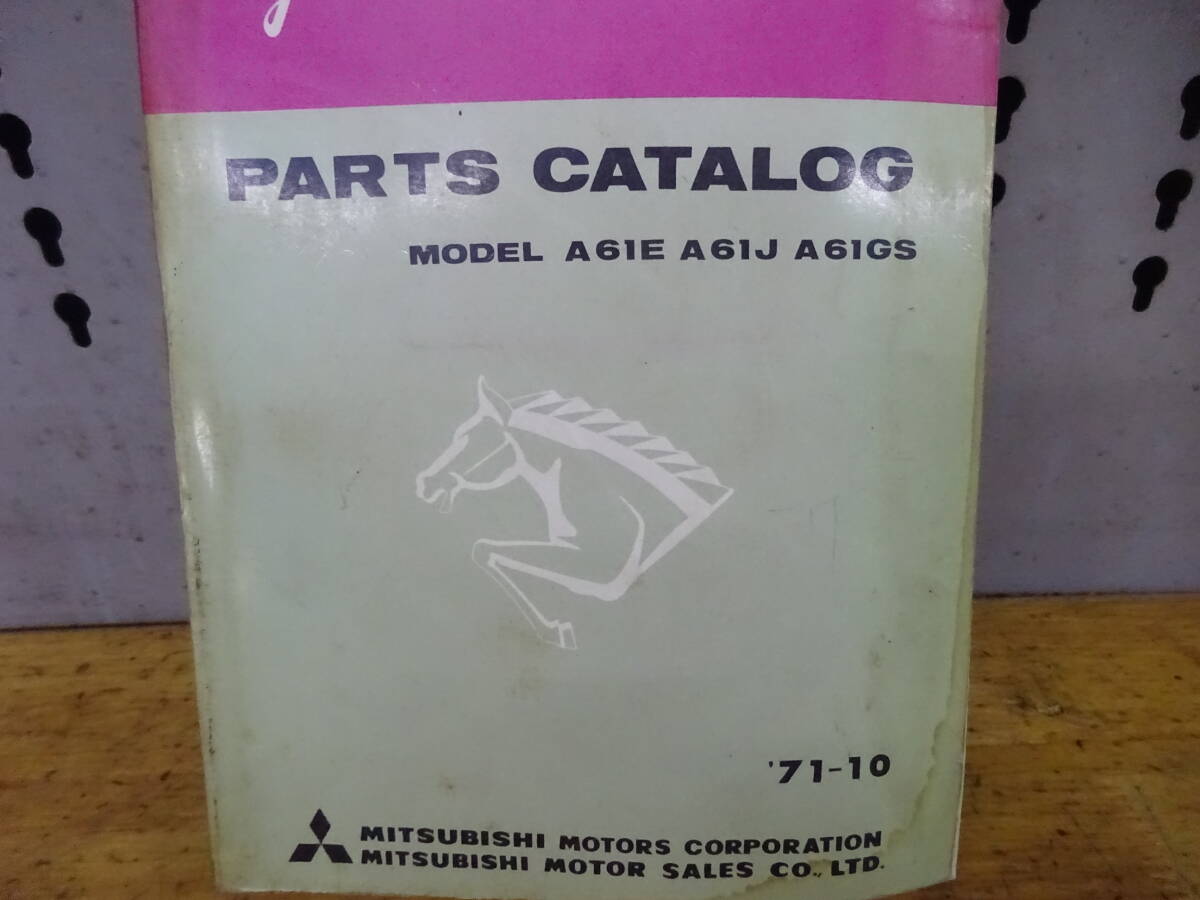 PARTS CATALOG
MODEL A61E A61J A61GS
'71-10
MITSUBISHI MOTORS CORPORATION
MITSUBISHI MOTOR SALES CO., LTD.